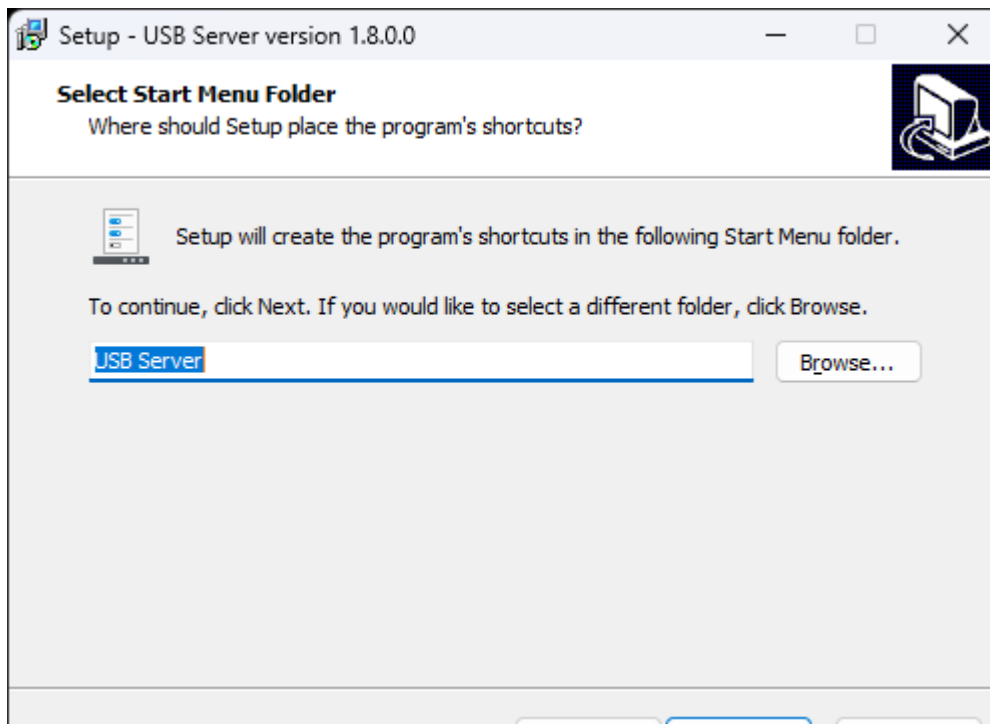 Setup - USB Server version 1.8.0.0
Select Start Menu Folder
Where should Setup place the program's shortcuts?
Setup will create the program's shortcuts in the following Start Menu folder.
To continue, click Next. If you would like to select a different folder, click Browse.
USB Server
Browse...